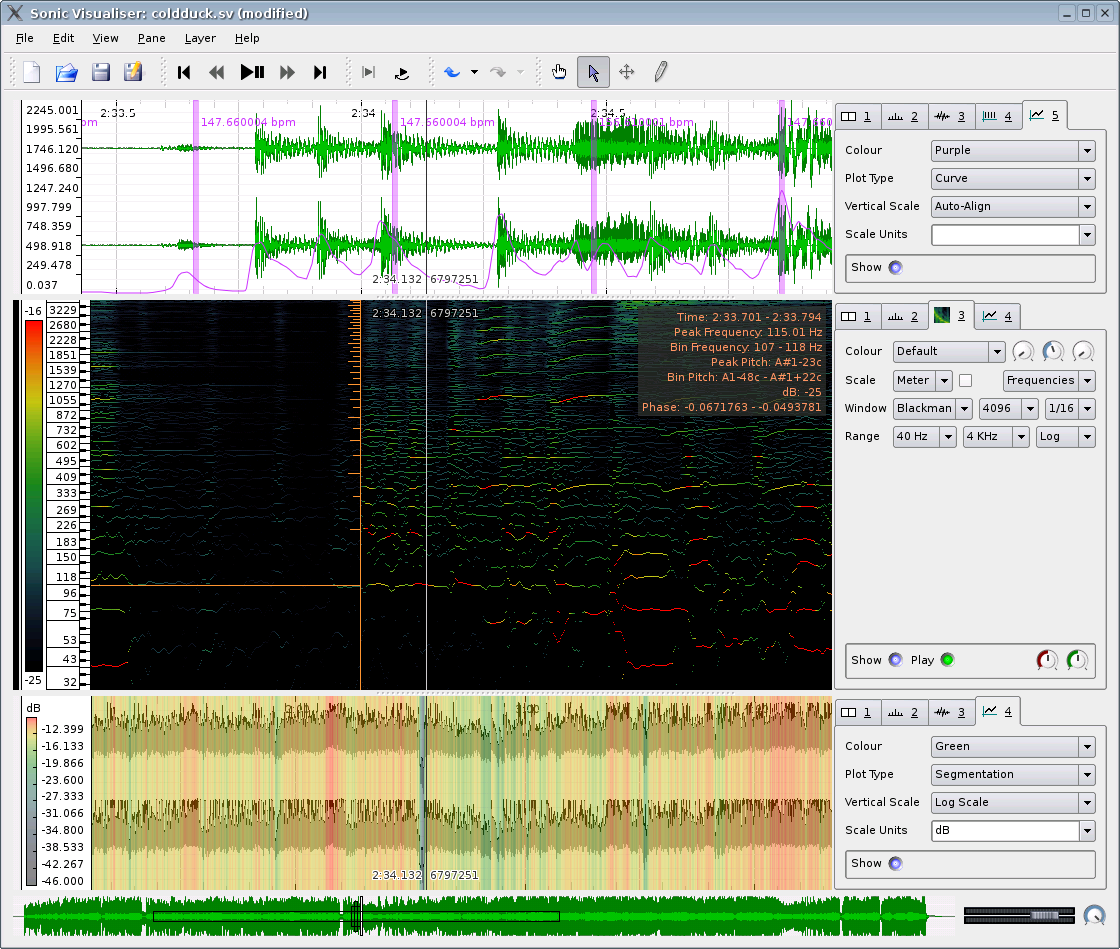 Sonic Visualiser: coldduck.sv (modified)
File Edit View Pane Layer Help
2245.001
1995.561
1746.120
1496.680
1247.240
997.799
748.359
498.918
249.478
0.037
2:33.5 2:34 2:34.5
pm 147.660004 bpm 147.660004 bpm
2:34.132 6797251
1 2 3 4 5
Colour Purple
Plot Type Curve
Vertical Scale Auto-Align
Scale Units
Show
-16
-25
3229
2680
2228
1851
1539
1270
1055
872
732
602
495
409
333
269
226
183
150
118
96
75
53
43
32
2:34.132 6797251
Time: 2:33.701 - 2:33.794
Peak Frequency: 115.01 Hz
Bin Frequency: 107 - 118 Hz
Peak Pitch: A#1-23c
Bin Pitch: A1-48c - A#1+22c
dB: -25
Phase: -0.0671763 - -0.0493781
1 2 3 4
Colour Default
Scale Meter Frequencies
Window Blackman 4096 1/16
Range 40 Hz 4 KHz Log
Show Play
dB
-12.399
-16.133
-19.866
-23.600
-27.333
-31.066
-34.800
-38.533
-42.267
-46.000
2:34.132 6797251
1 2 3 4
Colour Green
Plot Type Segmentation
Vertical Scale Log Scale
Scale Units dB
Show